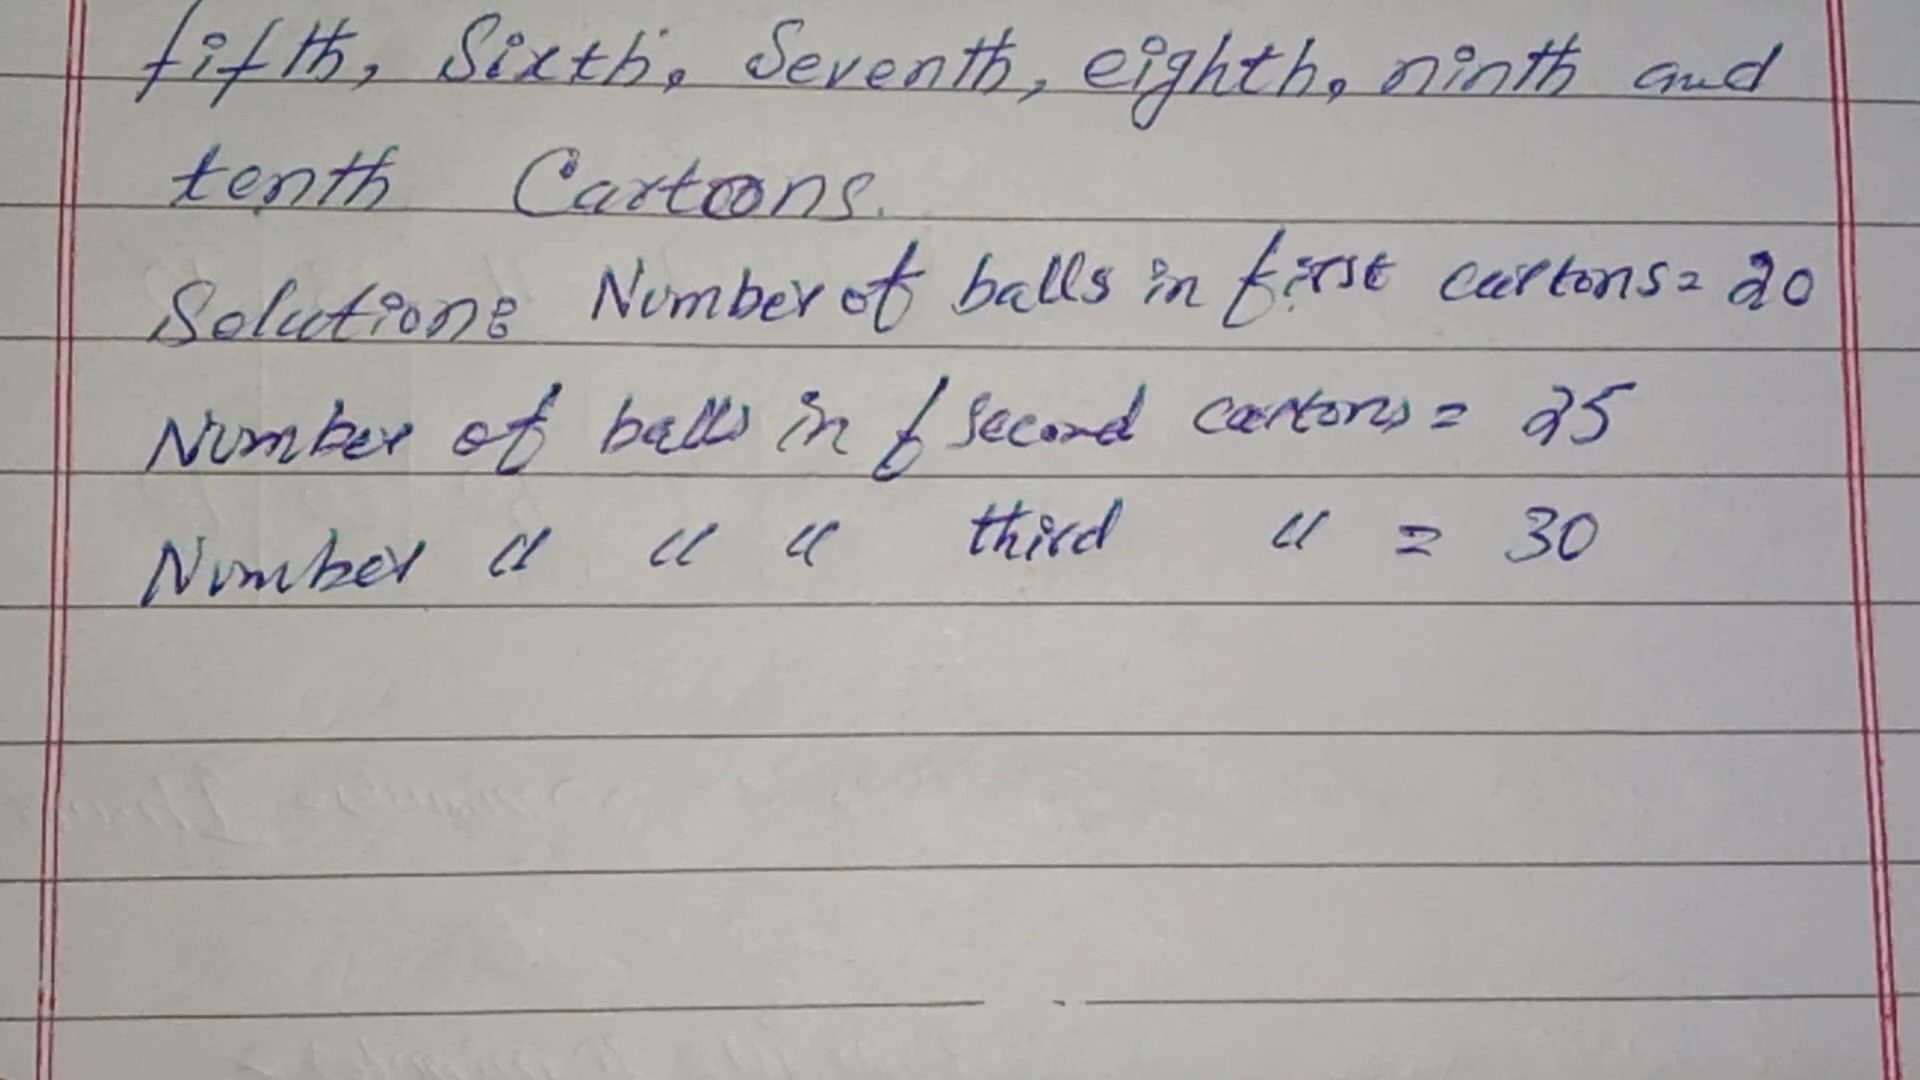 fifth, Sixth, Seventh, eighth, ninth and
tenth Cartoons.
Solution: Number of balls in first cartons = 20
Number of balls in f second cartons = 25
Number " " " third " = 30